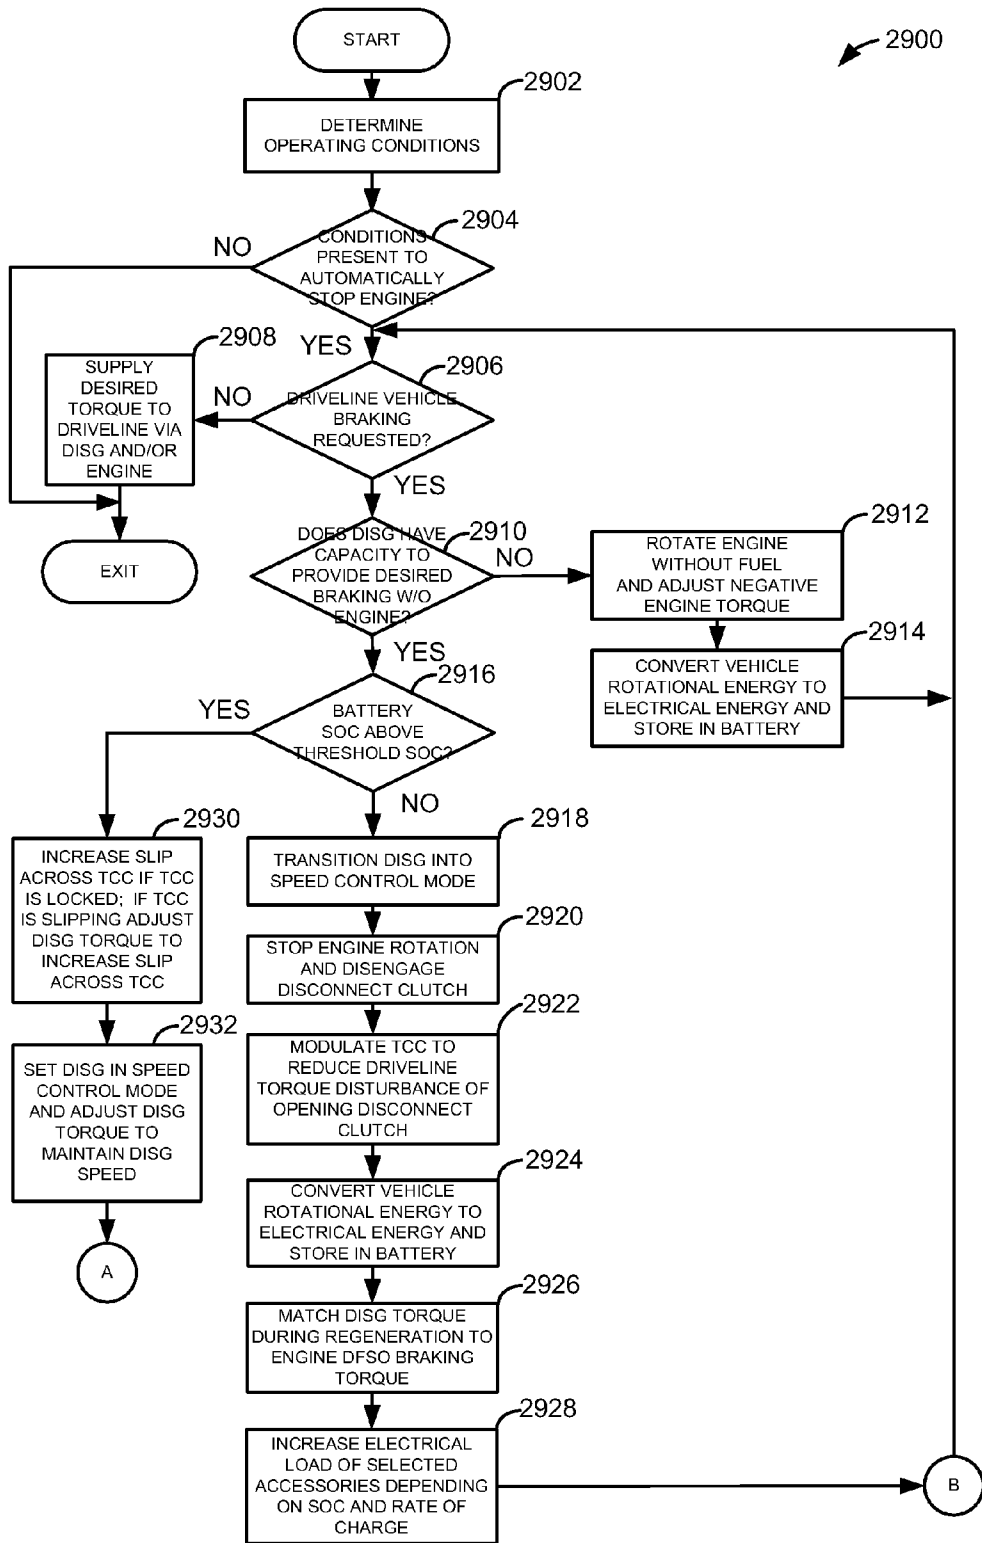 START
2900
2902
DETERMINE
OPERATING CONDITIONS
2904
CONDITIONS
PRESENT TO
AUTOMATICALLY
STOP ENGINE?
NO
YES
2908
SUPPLY
DESIRED
TORQUE TO
DRIVELINE VIA
DISG AND/OR
ENGINE
2906
DRIVELINE VEHICLE
BRAKING
REQUESTED?
NO
YES
EXIT
2910
DOES DISG HAVE
CAPACITY TO
PROVIDE DESIRED
BRAKING W/O
ENGINE?
NO
YES
2912
ROTATE ENGINE
WITHOUT FUEL
AND ADJUST NEGATIVE
ENGINE TORQUE
2914
CONVERT VEHICLE
ROTATIONAL ENERGY TO
ELECTRICAL ENERGY AND
STORE IN BATTERY
2916
BATTERY
SOC ABOVE
THRESHOLD SOC?
YES
NO
2930
INCREASE SLIP
ACROSS TCC IF TCC
IS LOCKED; IF TCC
IS SLIPPING ADJUST
DISG TORQUE TO
INCREASE SLIP
ACROSS TCC
2932
SET DISG IN SPEED
CONTROL MODE
AND ADJUST DISG
TORQUE TO
MAINTAIN DISG
SPEED
A
2918
TRANSITION DISG INTO
SPEED CONTROL MODE
2920
STOP ENGINE ROTATION
AND DISENGAGE
DISCONNECT CLUTCH
2922
MODULATE TCC TO
REDUCE DRIVELINE
TORQUE DISTURBANCE OF
OPENING DISCONNECT
CLUTCH
2924
CONVERT VEHICLE
ROTATIONAL ENERGY TO
ELECTRICAL ENERGY AND
STORE IN BATTERY
2926
MATCH DISG TORQUE
DURING REGENERATION TO
ENGINE DFSO BRAKING
TORQUE
2928
INCREASE ELECTRICAL
LOAD OF SELECTED
ACCESSORIES DEPENDING
ON SOC AND RATE OF
CHARGE
B